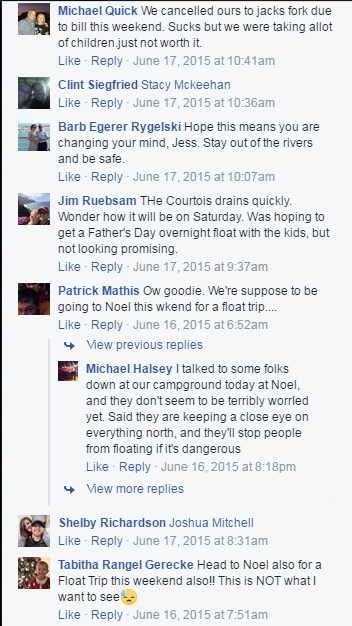 Michael Quick We cancelled ours to jacks fork due
to bill this weekend. Sucks but we were taking allot
of children.just not worth it.
Like · Reply · June 17, 2015 at 10:41am
Clint Siegfried Stacy Mckeehan
Like · Reply · June 17, 2015 at 10:36am
Barb Egerer Rygelski Hope this means you are
changing your mind, Jess. Stay out of the rivers
and be safe.
Like · Reply · June 17, 2015 at 10:07am
Jim Ruebsam THe Courtois drains quickly.
Wonder how it will be on Saturday. Was hoping to
get a Father's Day overnight float with the kids, but
not looking promising.
Like · Reply · June 17, 2015 at 9:37am
Patrick Mathis Ow goodie. We're suppose to be
going to Noel this wkend for a float trip....
Like · Reply · June 16, 2015 at 6:52am
View previous replies
Michael Halsey I talked to some folks
down at our campground today at Noel,
and they don't seem to be terribly worried
yet. Said they are keeping a close eye on
everything north, and they'll stop people
from floating if it's dangerous
Like · Reply · June 16, 2015 at 8:18pm
View more replies
Shelby Richardson Joshua Mitchell
Like · Reply · June 17, 2015 at 8:31am
Tabitha Rangel Gerecke Head to Noel also for a
Float Trip this weekend also!! This is NOT what I
want to see😓
Like · Reply · June 16, 2015 at 7:51am